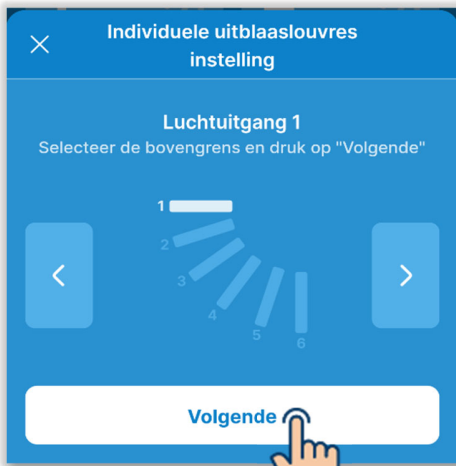 Individuele uitblaaslouvres
instelling
Luchtuitgang 1
Selecteer de bovengrens en druk op "Volgende"
1
2
3
4
5
6
Volgende